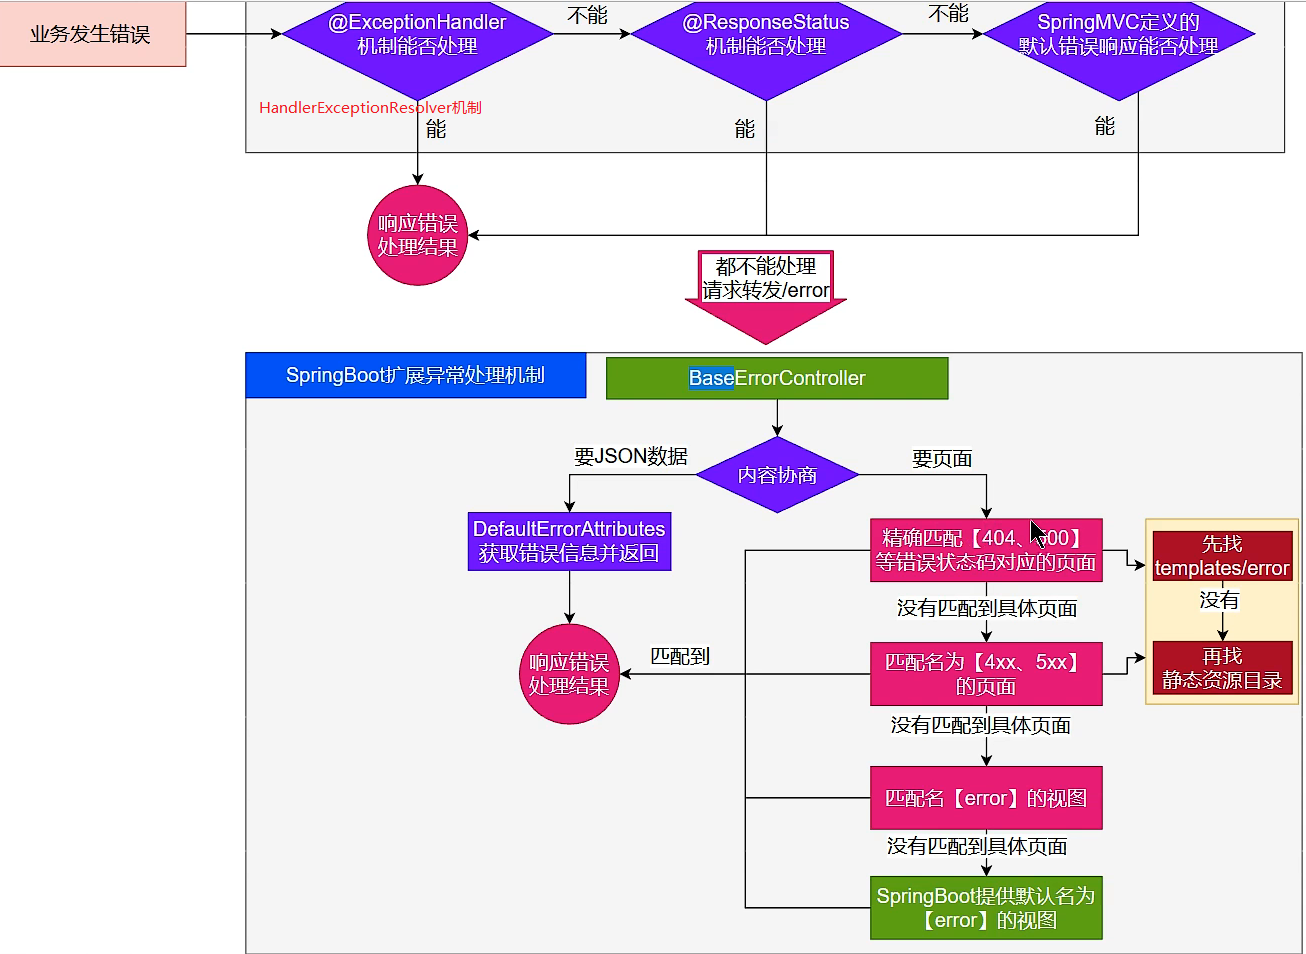 业务发生错误
@ExceptionHandler
机制能否处理
不能
@ResponseStatus
机制能否处理
不能
SpringMVC定义的
默认错误响应能否处理
HandlerExceptionResolver机制
能
能
能
响应错误
处理结果
都不能处理
请求转发/error
SpringBoot扩展异常处理机制
BaseErrorController
要JSON数据
内容协商
要页面
DefaultErrorAttributes
获取错误信息并返回
精确匹配【404、500】
等错误状态码对应的页面
先找
templates/error
没有
再找
静态资源目录
没有匹配到具体页面
响应错误
处理结果
匹配到
匹配名为【4xx、5xx】
的页面
没有匹配到具体页面
匹配名【error】的视图
没有匹配到具体页面
SpringBoot提供默认名为
【error】的视图